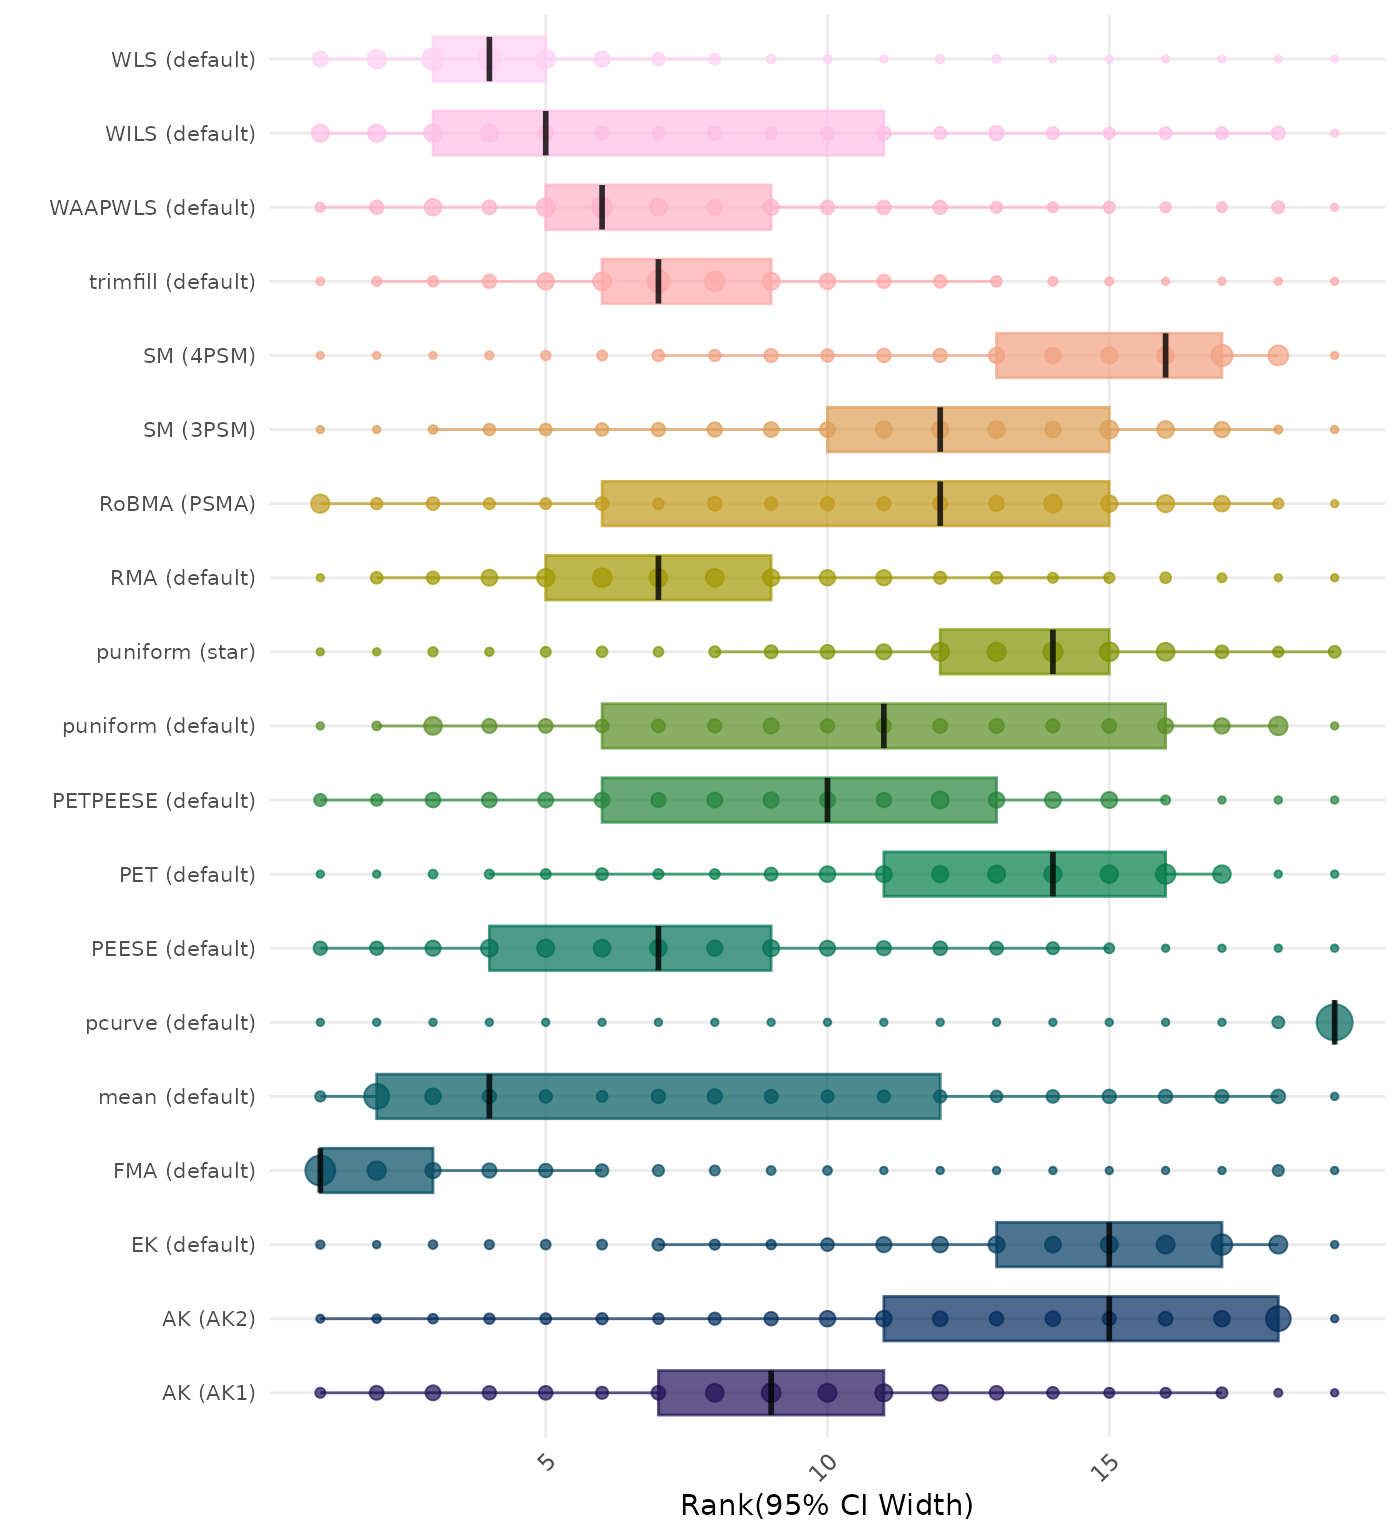 WLS (default)
WILS (default)
WAAPWLS (default)
trimfill (default)
SM (4PSM)
SM (3PSM)
RoBMA (PSMA)
RMA (default)
puniform (star)
puniform (default)
PETPEESE (default)
PET (default)
PEESE (default)
pcurve (default)
mean (default)
FMA (default)
EK (default)
AK (AK2)
AK (AK1)
5
10
15
Rank(95% CI Width)